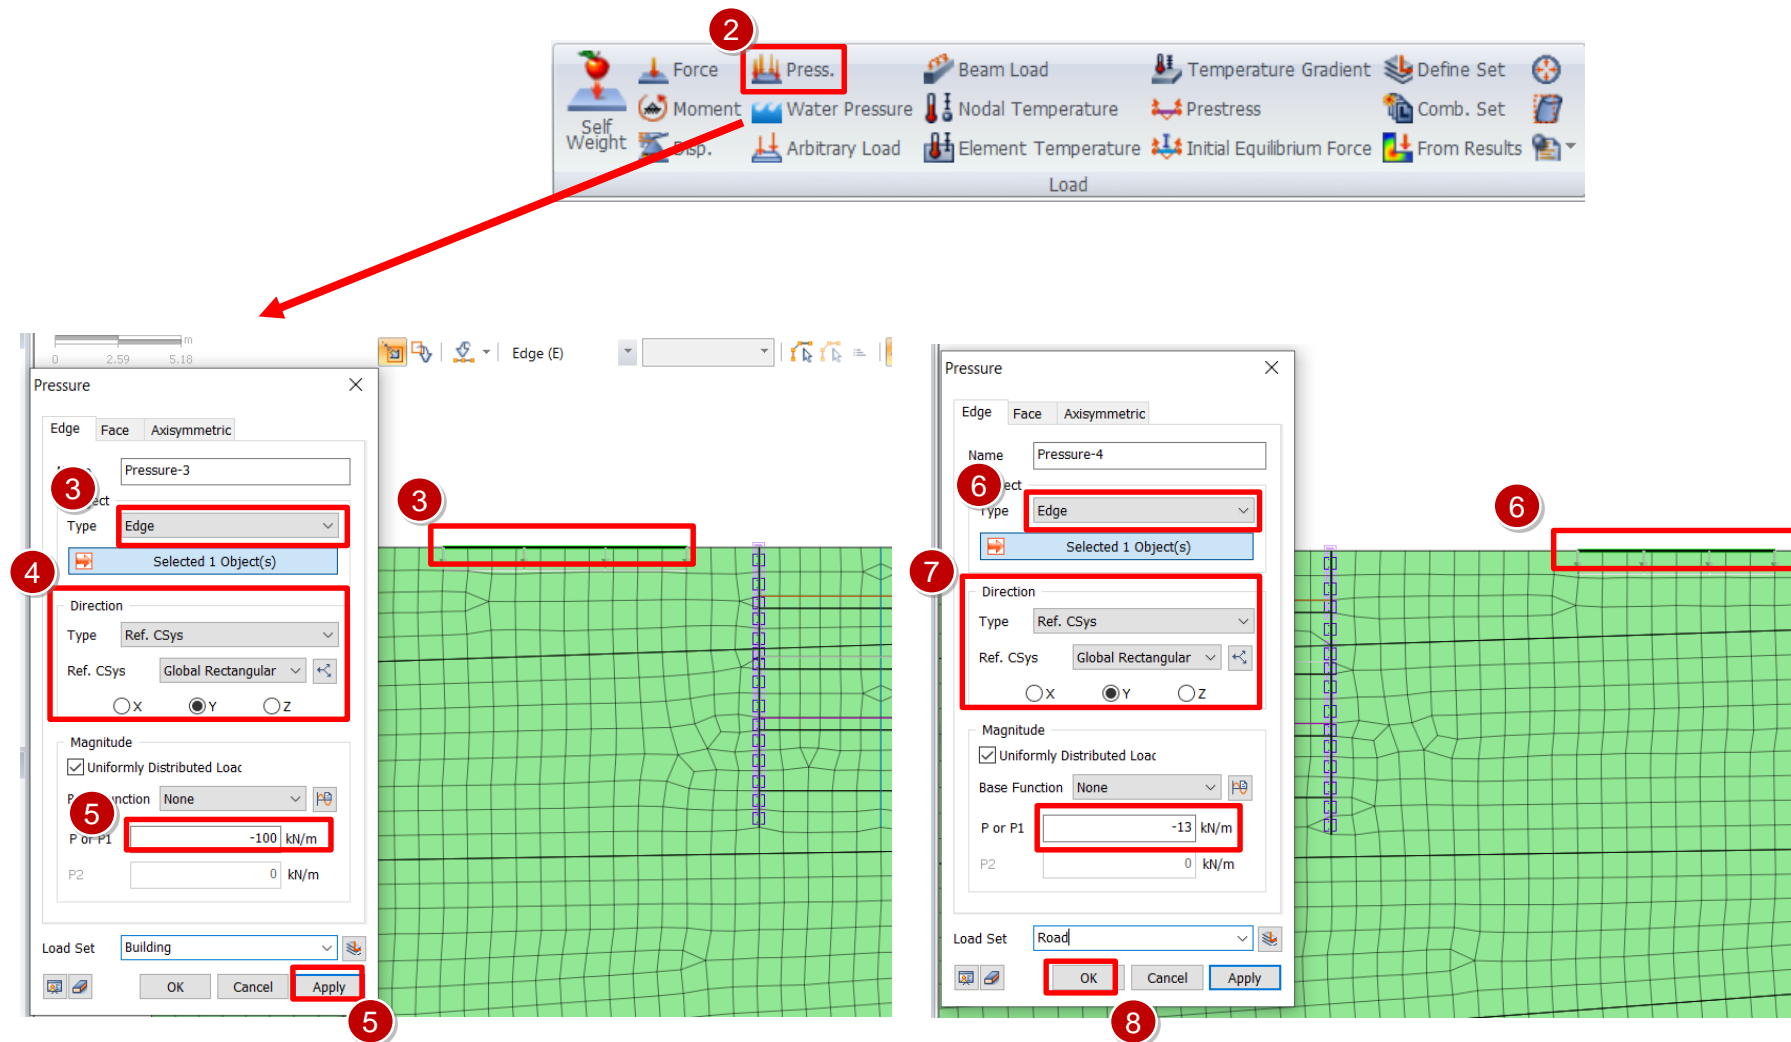 2
Force Press. Beam Load Temperature Gradient Define Set
Moment Water Pressure Nodal Temperature Prestress Comb. Set
Self Weight Disp. Arbitrary Load Element Temperature Initial Equilibrium Force From Results
Load
m
0 2.59 5.18
Edge (E)
Pressure
Edge Face Axisymmetric
Pressure-3
3
ect
Type Edge
Selected 1 Object(s)
4
Direction
Type Ref. CSys
Ref. CSys Global Rectangular
X Y Z
Magnitude
Uniformly Distributed Loac
nction None
5
P or P1 -100 kN/m
P2 0 kN/m
Load Set Building
OK Cancel Apply
5
3
Pressure
Edge Face Axisymmetric
Name Pressure-4
6
ect
Type Edge
Selected 1 Object(s)
7
Direction
Type Ref. CSys
Ref. CSys Global Rectangular
X Y Z
Magnitude
Uniformly Distributed Loac
Base Function None
P or P1 -13 kN/m
P2 0 kN/m
Load Set Road
OK Cancel Apply
8
6